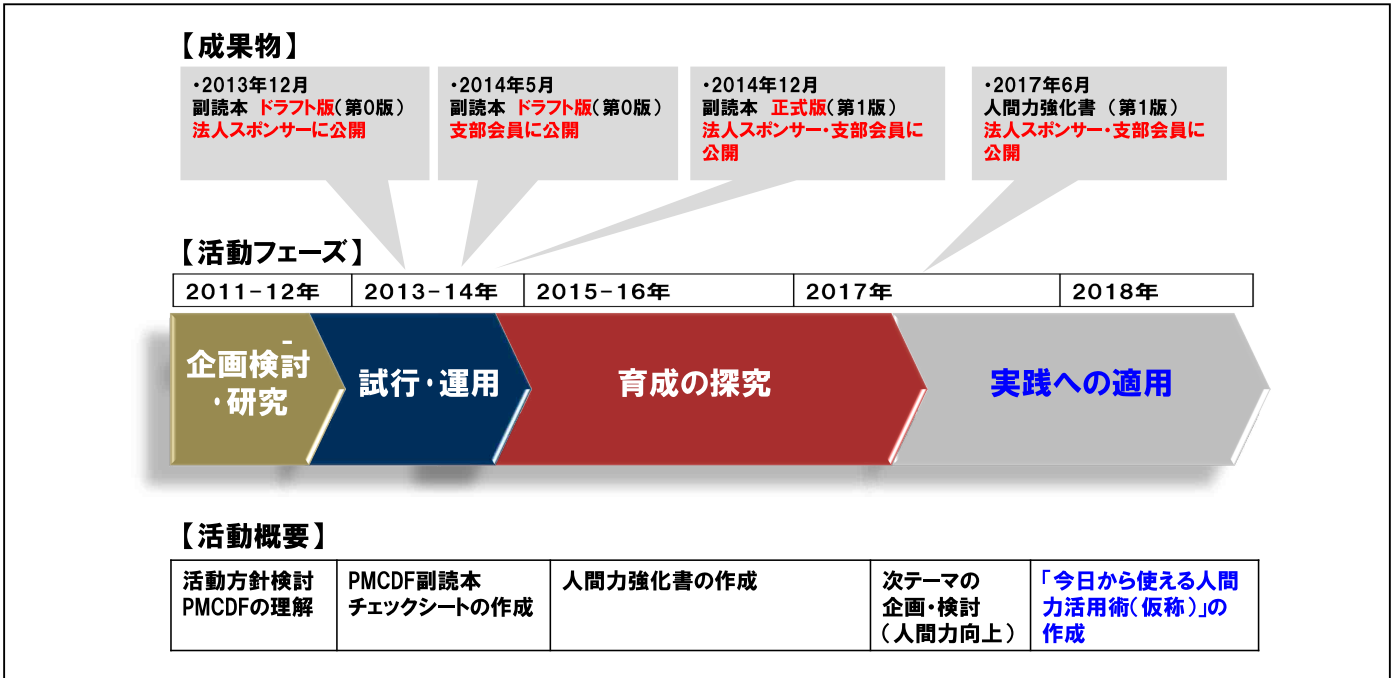 【成果物】
・2013年12月
副読本 ドラフト版(第0版)
法人スポンサーに公開
・2014年5月
副読本 ドラフト版(第0版)
支部会員に公開
・2014年12月
副読本 正式版(第1版)
法人スポンサー・支部会員に
公開
・2017年6月
人間力強化書 (第1版)
法人スポンサー・支部会員に
公開
【活動フェーズ】
2011-12年
2013-14年
2015-16年
2017年
2018年
企画検討
・研究
試行・運用
育成の探究
実践への適用
【活動概要】
活動方針検討
PMCDFの理解
PMCDF副読本
チェックシートの作成
人間力強化書の作成
次テーマの
企画・検討
(人間力向上)
「今日から使える人間
力活用術(仮称)」の
作成